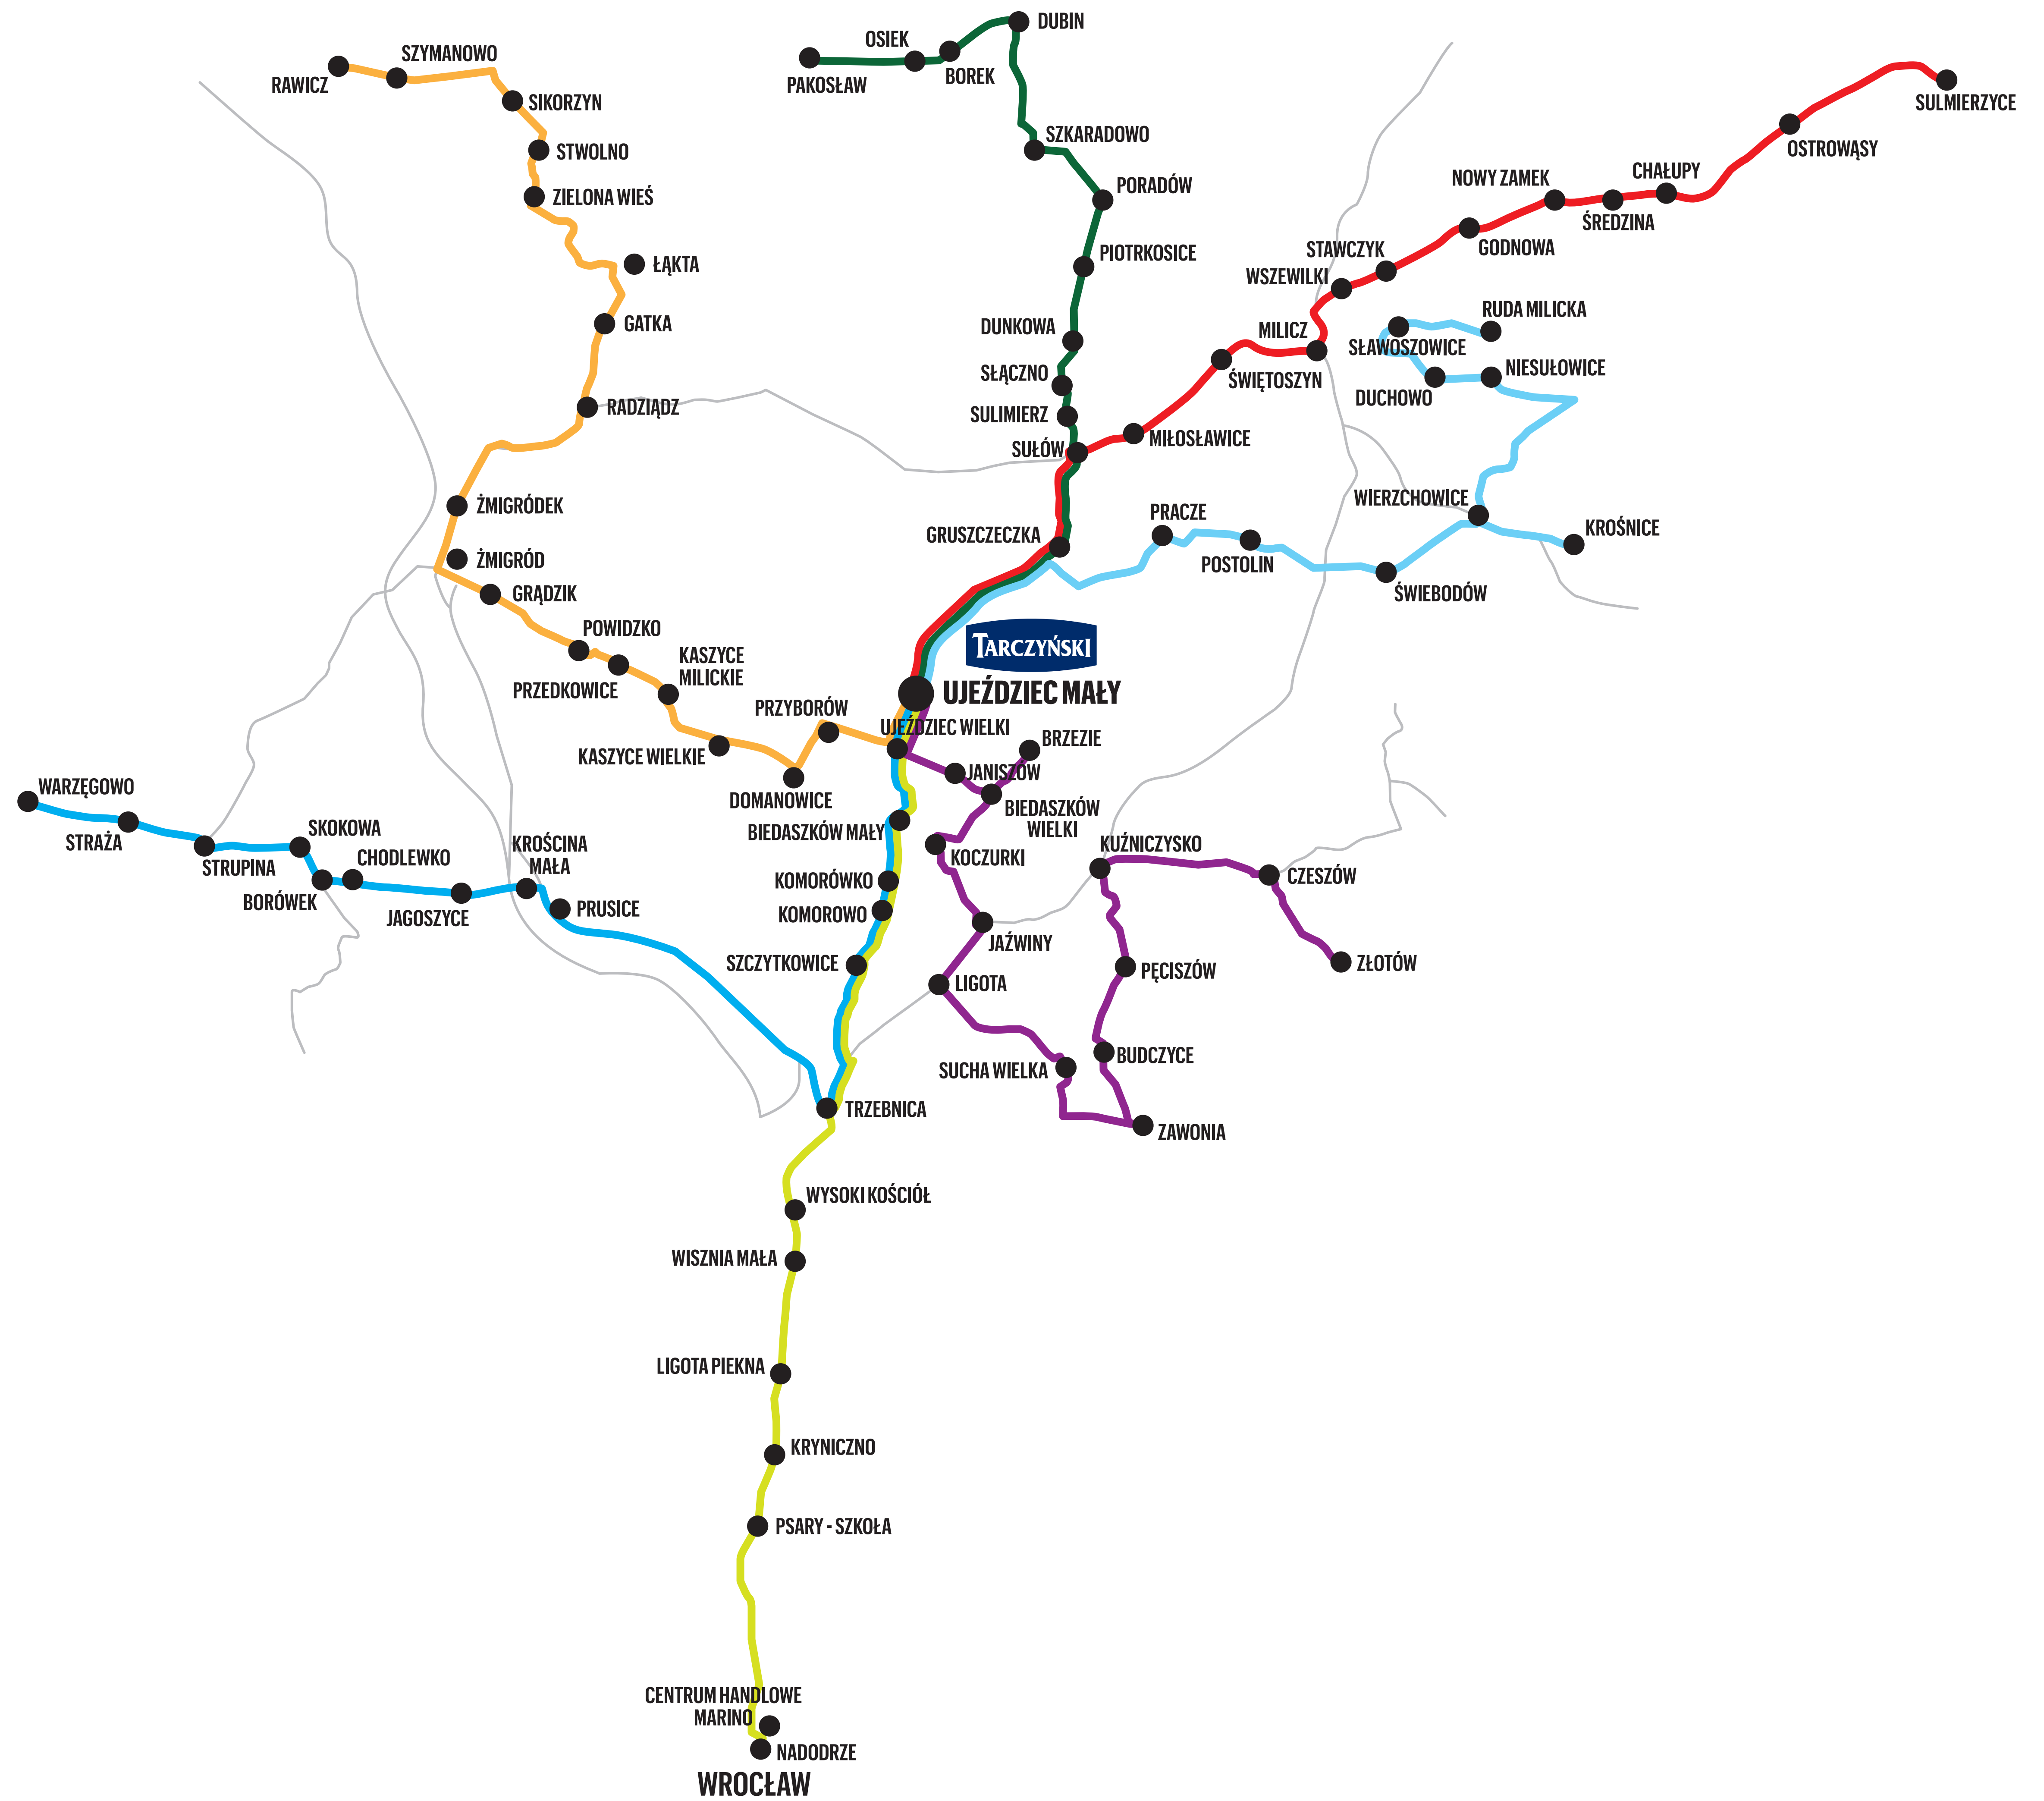 DUBIN
OSIEK
SZYMANOWO
BOREK
RAWICZ
PAKOSŁAW
SULMIERZYCE
SIKORZYN
SZKARADOWO
OSTROWĄSY
STWOLNO
CHAŁUPY
NOWY ZAMEK
PORADÓW
ZIELONA WIEŚ
ŚREDZINA
GODNOWA
STAWCZYK
PIOTRKOSICE
ŁĄKTA
WSZEWILKI
RUDA MILICKA
GATKA
DUNKOWA
MILICZ
SŁAWOSZOWICE
NIESUŁOWICE
SŁĄCZNO
ŚWIĘTOSZYN
DUCHOWO
RADZIĄDZ
SULIMIERZ
MIŁOSŁAWICE
SUŁÓW
WIERZCHOWICE
ŻMIGRÓDEK
PRACZE
KROŚNICE
GRUSZCZECZKA
ŻMIGRÓD
POSTOLIN
GRĄDZIK
ŚWIEBODÓW
POWIDZKO
TARCZYŃSKI
KASZYCE
MILICKIE
PRZEDKOWICE
UJEŹDZIEC MAŁY
PRZYBORÓW
UJEŹDZIEC WIELKI
BRZEZIE
KASZYCE WIELKIE
JANISZÓW
WARZĘGOWO
DOMANOWICE
BIEDASZKÓW
WIELKI
SKOKOWA
BIEDASZKÓW MAŁY
STRAŻA
KROŚCINA
MAŁA
KUŹNICZYSKO
CHODLEWKO
KOCZURKI
STRUPINA
CZESZÓW
KOMORÓWKO
BORÓWEK
PRUSICE
KOMOROWO
JAGOSZYCE
JAŹWINY
SZCZYTKOWICE
ZŁOTÓW
PĘCISZÓW
LIGOTA
BUDCZYCE
SUCHA WIELKA
TRZEBNICA
ZAWONIA
WYSOKI KOŚCIÓŁ
WISZNIA MAŁA
LIGOTA PIEKNA
KRYNICZNO
PSARY - SZKOŁA
CENTRUM HANDLOWE
MARINO
NADODRZE
WROCŁAW